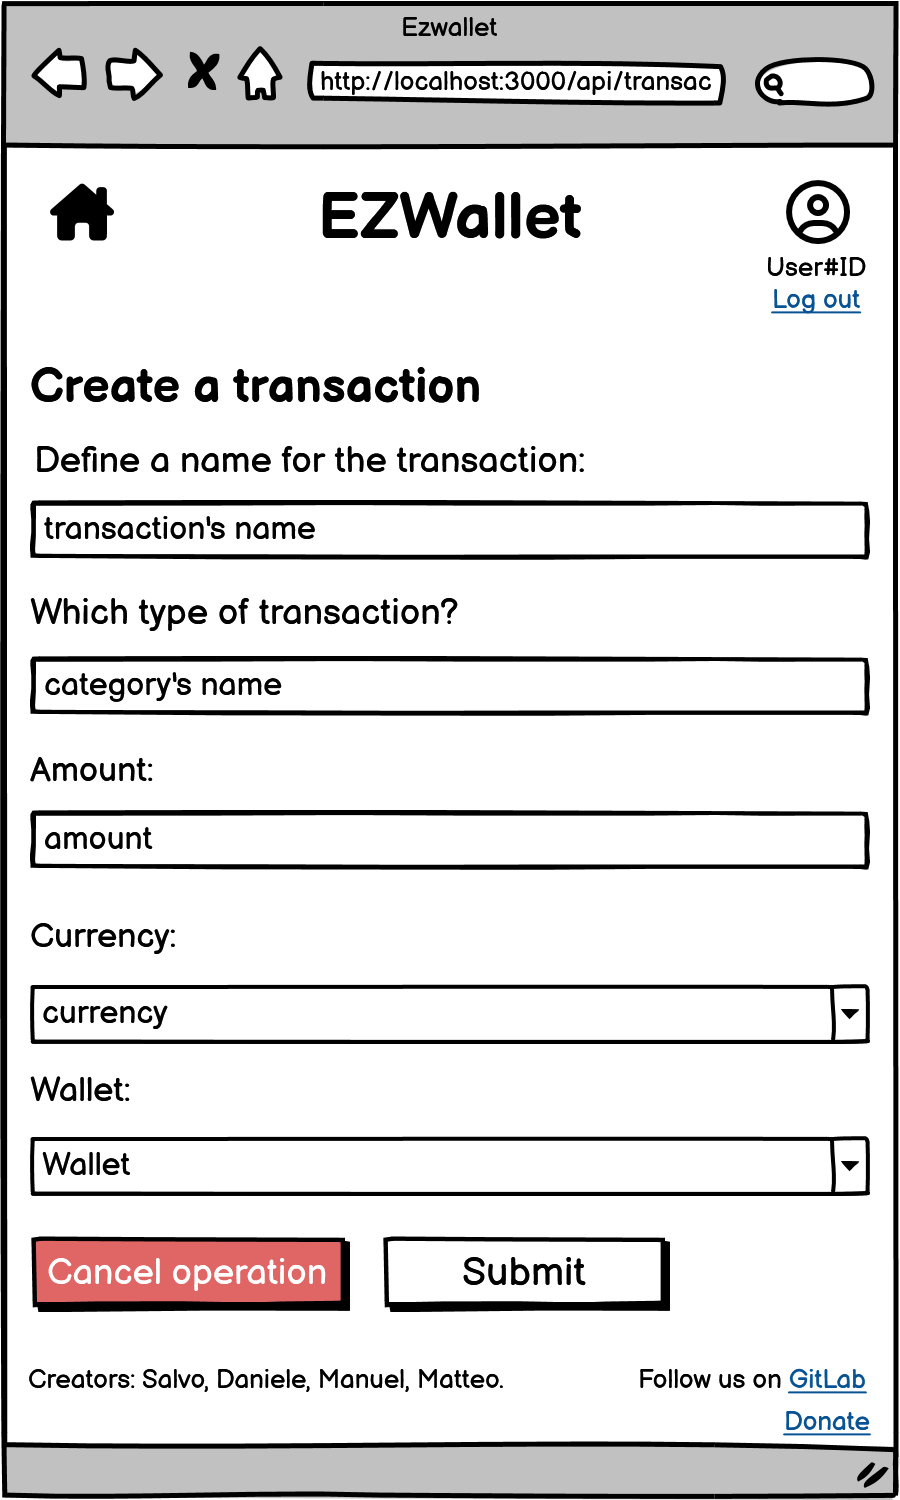 Ezwallet
http://localhost:3000/api/transac
EZWallet
User#ID
Log out
Create a transaction
Define a name for the transaction:
transaction's name
Which type of transaction?
category's name
Amount:
amount
Currency:
currency
Wallet:
Wallet
Cancel operation
Submit
Creators: Salvo, Daniele, Manuel, Matteo.
Follow us on GitLab
Donate